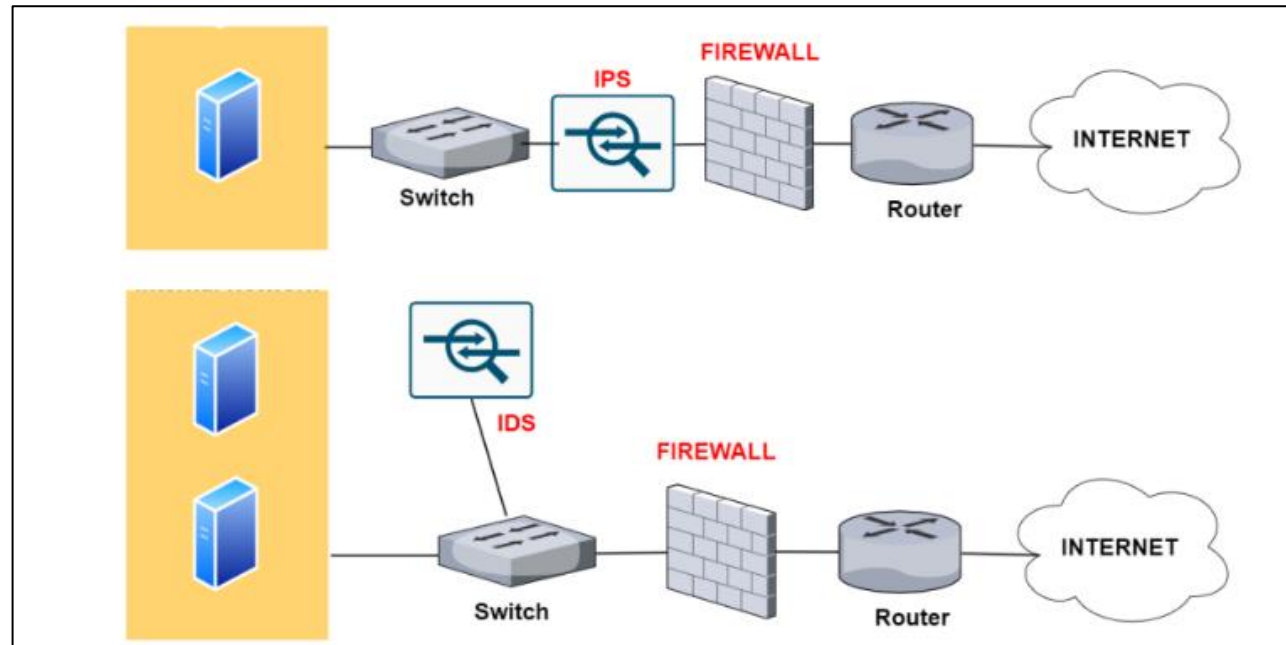 FIREWALL
IPS
INTERNET
Switch
Router
IDS
FIREWALL
INTERNET
Switch
Router